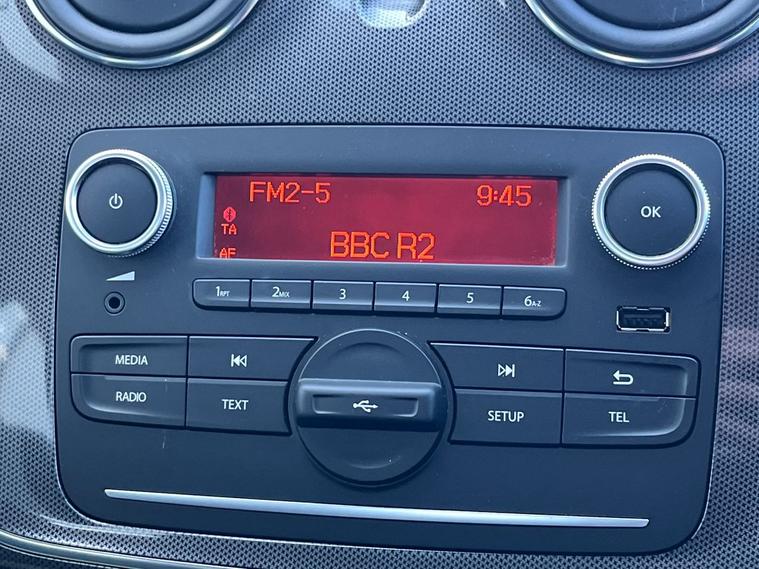 FM2-5 9:45
TA
AF
BBC R2
OK
1RPT 2MIX 3 4 5 6A-Z
MEDIA
RADIO TEXT SETUP TEL